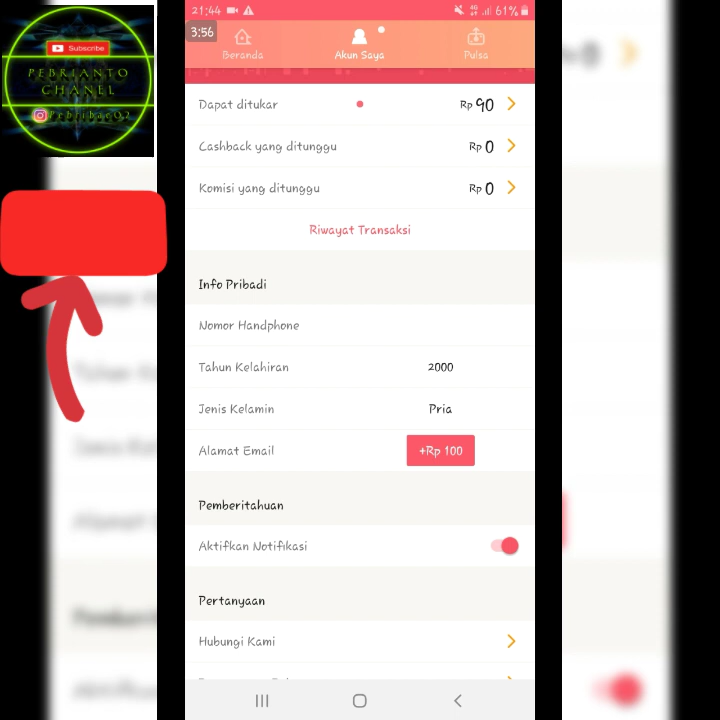 Subscribe
PEBRIANTO
CHANEL
21:44
61%
3:56
Beranda
Akun Saya
Pulsa
Dapat ditukar Rp 90
Cashback yang ditunggu Rp 0
Komisi yang ditunggu Rp 0
Riwayat Transaksi
Info Pribadi
Nomor Handphone
Tahun Kelahiran 2000
Jenis Kelamin Pria
Alamat Email +Rp 100
Pemberitahuan
Aktifkan Notifikasi
Pertanyaan
Hubungi Kami